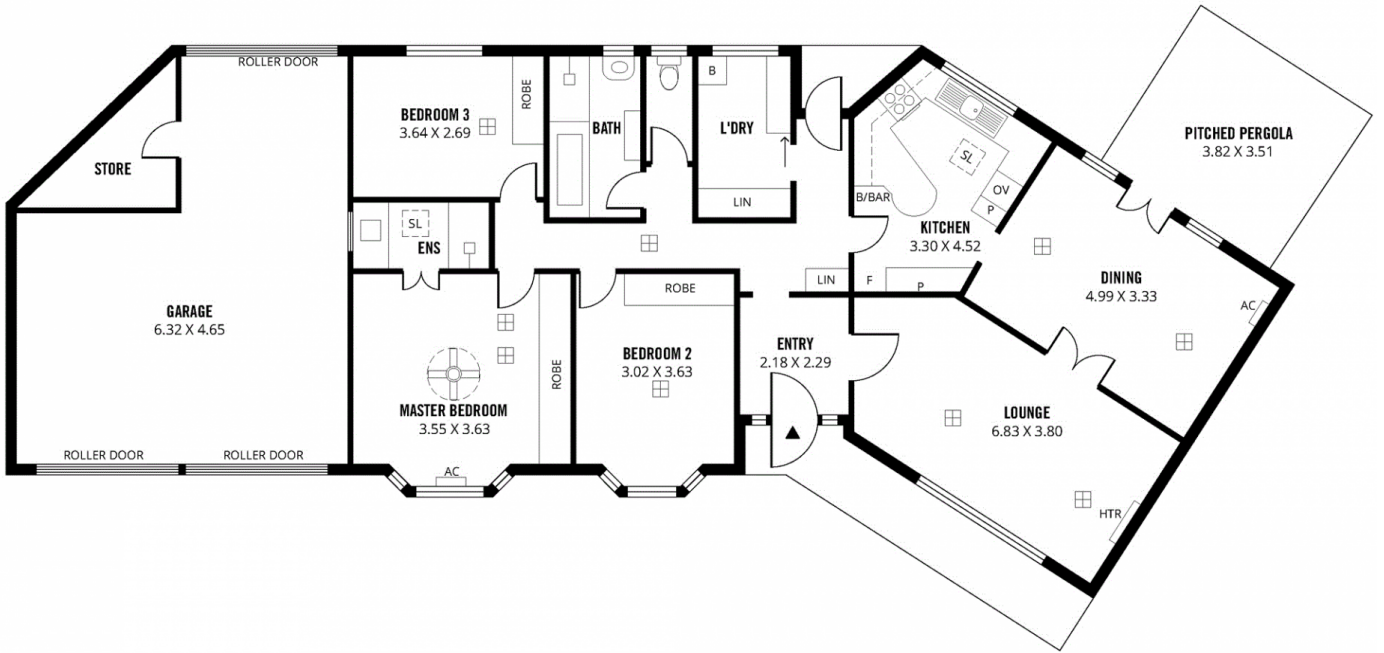 ROLLER DOOR
STORE
GARAGE
6.32 X 4.65
ROLLER DOOR
ROLLER DOOR
BEDROOM 3
3.64 X 2.69
ROBE
BATH
B
L'DRY
LIN
SL
ENS
MASTER BEDROOM
3.55 X 3.63
ROBE
AC
ROBE
BEDROOM 2
3.02 X 3.63
LIN
ENTRY
2.18 X 2.29
SL
OV
P
B/BAR
KITCHEN
3.30 X 4.52
F
P
PITCHED PERGOLA
3.82 X 3.51
DINING
4.99 X 3.33
AC
LOUNGE
6.83 X 3.80
HTR